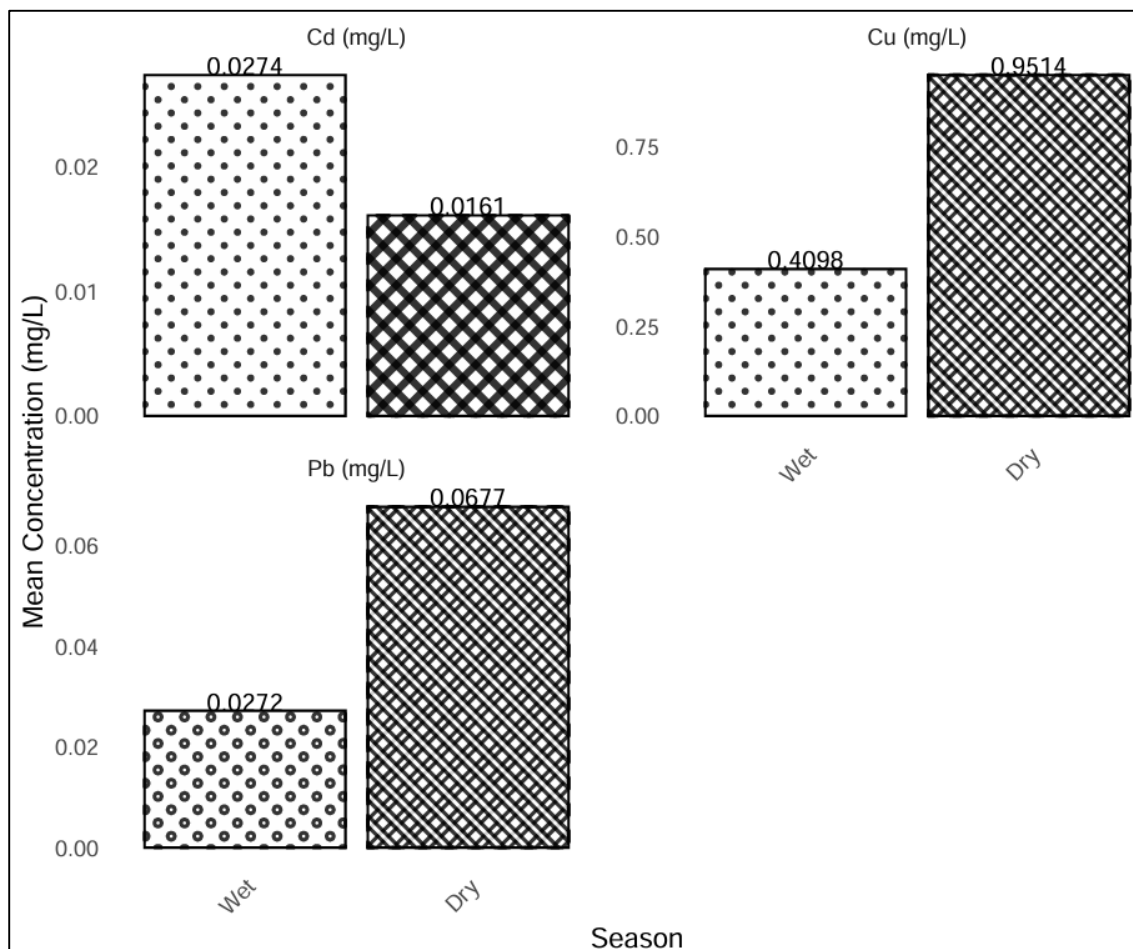 Cd (mg/L)
0.0274
0.0161
0.02
0.01
0.00
Cu (mg/L)
0.9514
0.4098
0.75
0.50
0.25
0.00
Wet
Dry
Pb (mg/L)
0.0677
0.0272
0.06
0.04
0.02
0.00
Wet
Dry
Mean Concentration (mg/L)
Season